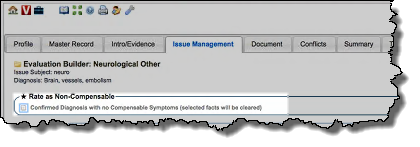 Profile Master Record Intro/Evidence Issue Management Document Conflicts Summary
Evaluation Builder: Neurological Other
Issue Subject: neuro
Diagnosis: Brain, vessels, embolism
★ Rate as Non-Compensable
Confirmed Diagnosis with no Compensable Symptoms (selected facts will be cleared)